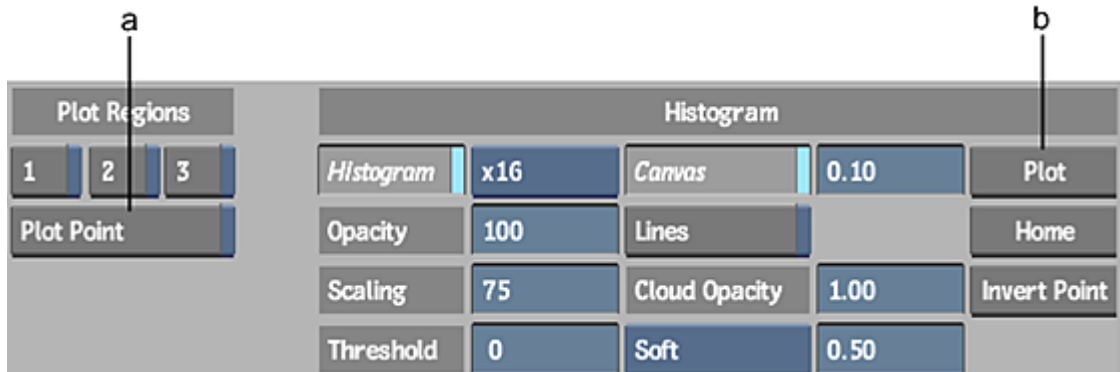 a b
Plot Regions Histogram
1 2 3 Histogram x16 Canvas 0.10 Plot
Plot Point Opacity 100 Lines Home
Scaling 75 Cloud Opacity 1.00 Invert Point
Threshold 0 Soft 0.50